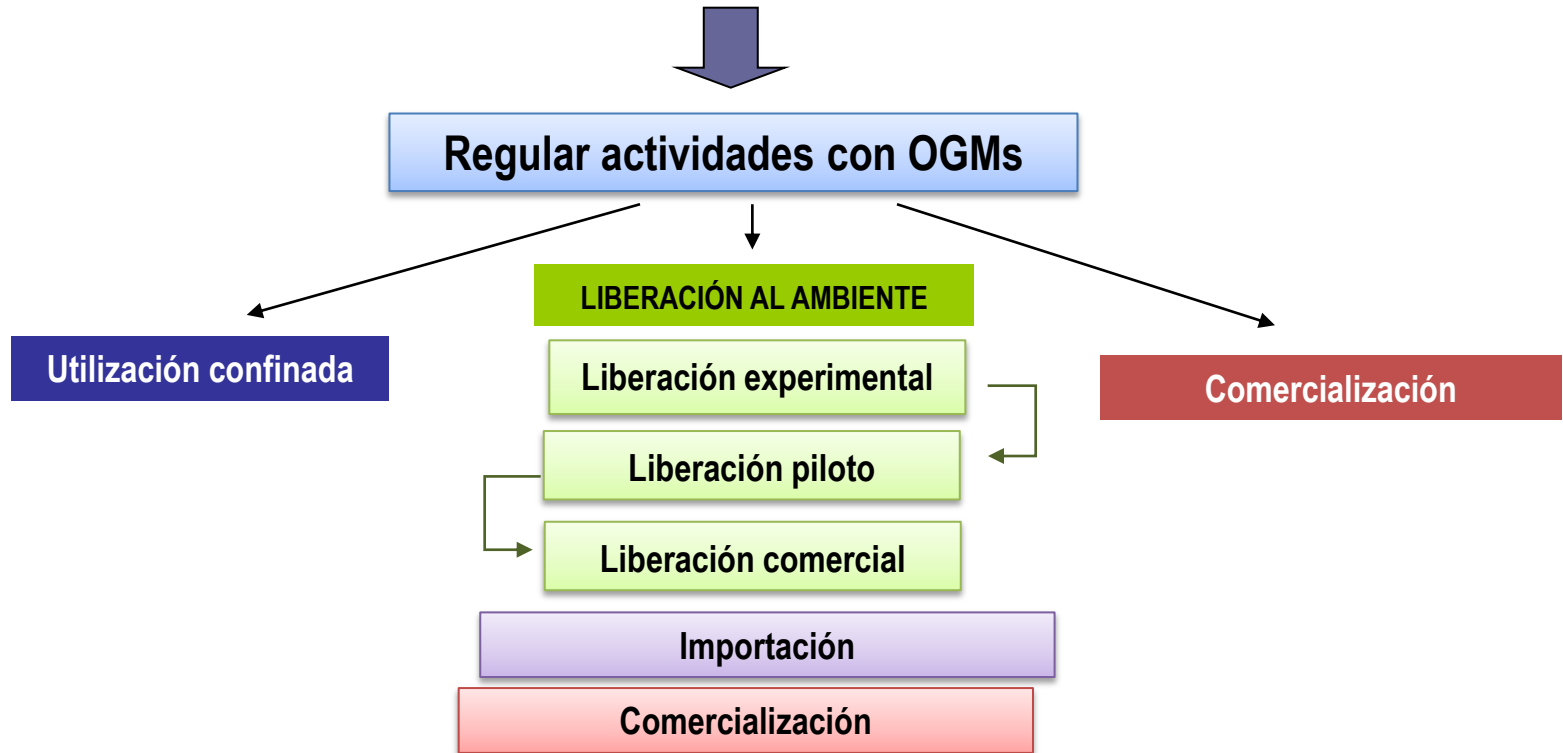 Regular actividades con OGMs
LIBERACIÓN AL AMBIENTE
Utilización confinada
Liberación experimental
Comercialización
Liberación piloto
Liberación comercial
Importación
Comercialización